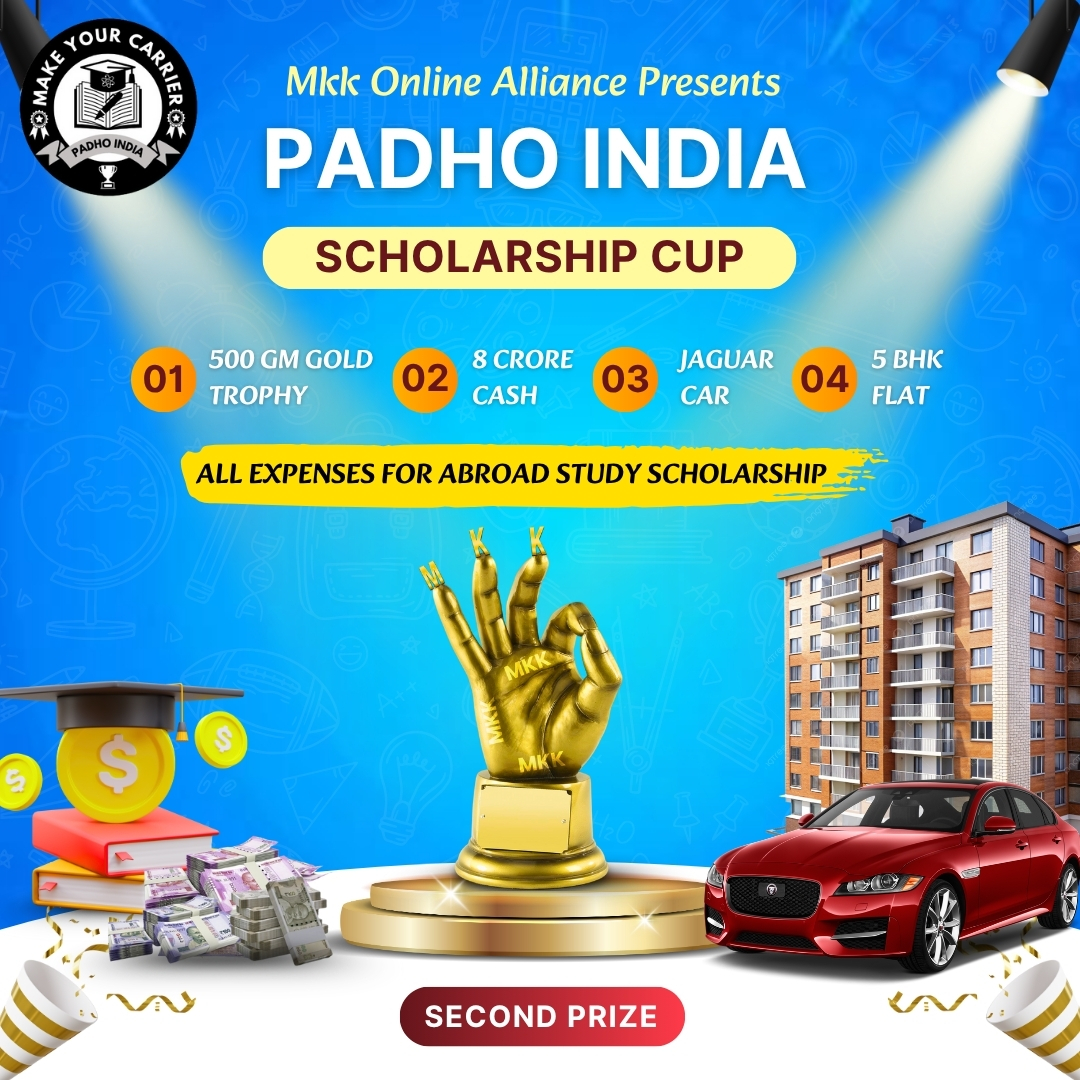 MAKE YOUR CARRIER
PADHO INDIA
Mkk Online Alliance Presents
PADHO INDIA
SCHOLARSHIP CUP
01 500 GM GOLD TROPHY
02 8 CRORE CASH
03 JAGUAR CAR
04 5 BHK FLAT
ALL EXPENSES FOR ABROAD STUDY SCHOLARSHIP
M K K
MKK
MKK
MKK
SECOND PRIZE